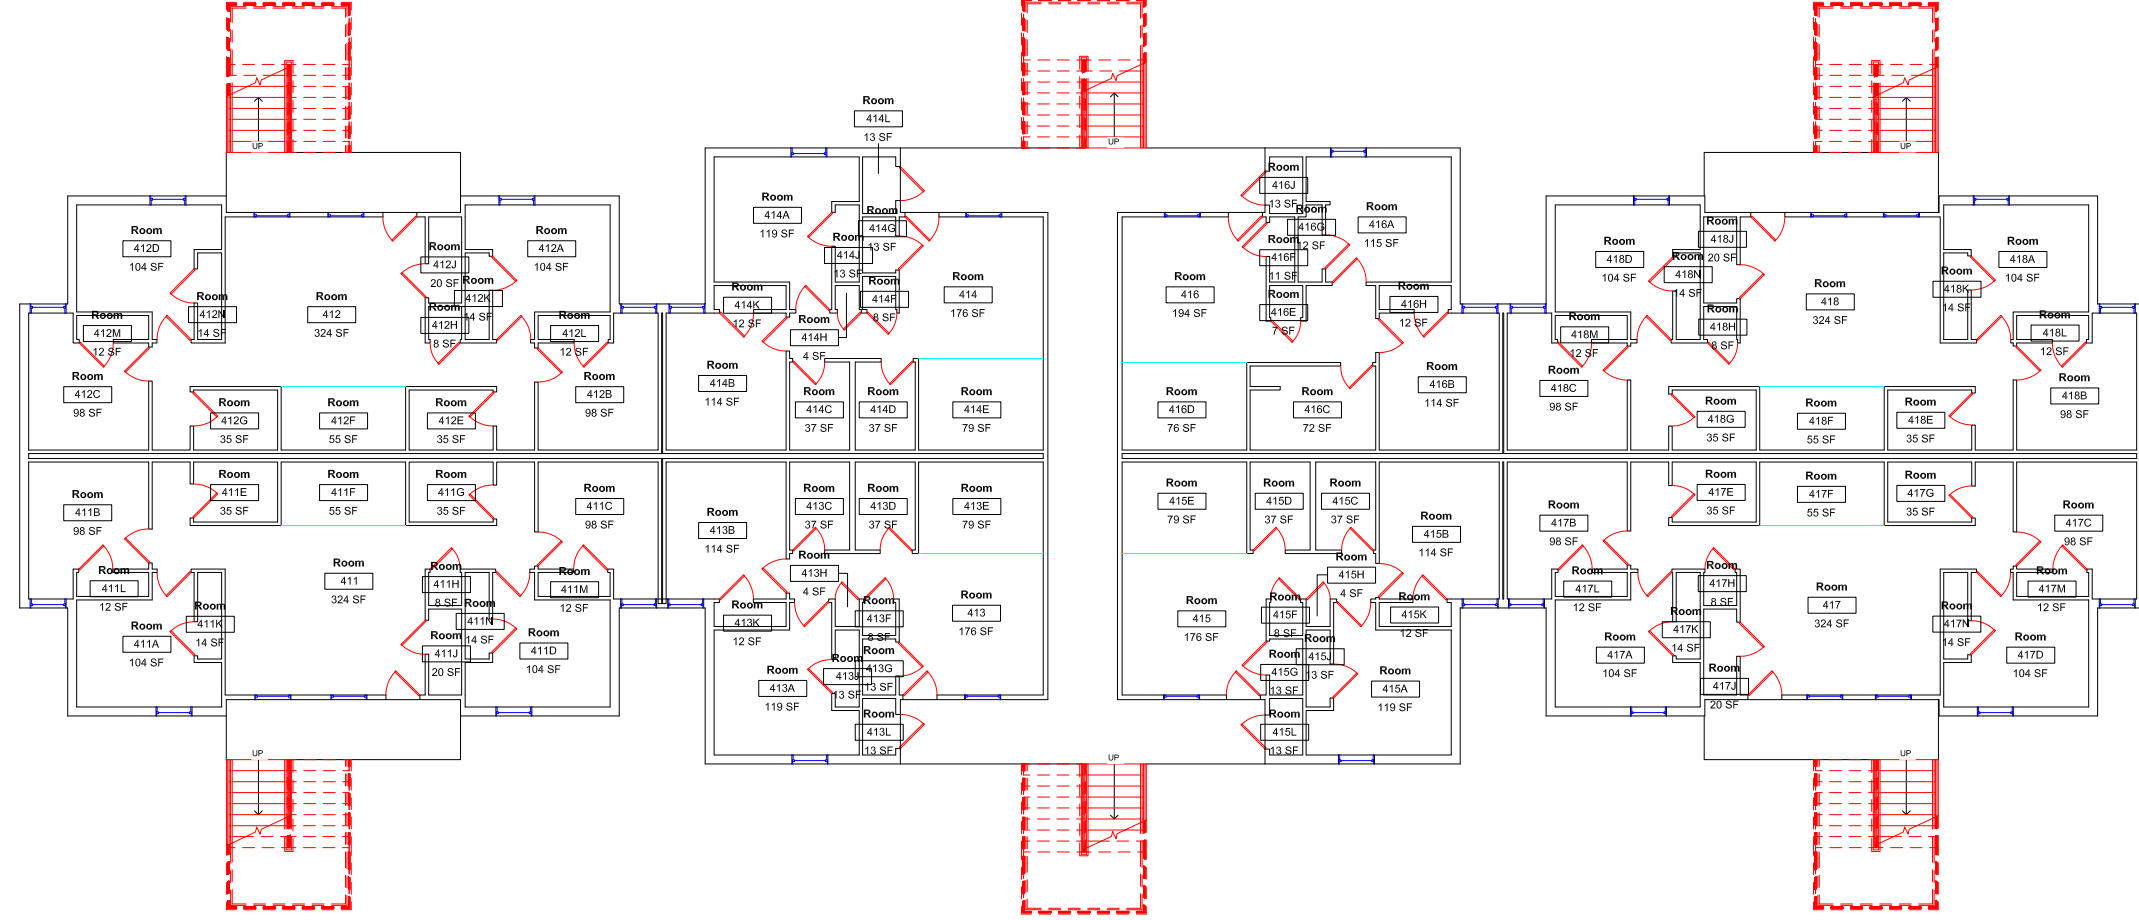 Room
414L
13 SF
UP
UP
UP
Room
412D
104 SF
Room
412
324 SF
Room
412J
20 SF
Room
412A
104 SF
Room
412K
14 SF
Room
412H
8 SF
Room
412N
14 SF
Room
412M
12 SF
Room
412L
12 SF
Room
412C
98 SF
Room
412G
35 SF
Room
412F
55 SF
Room
412E
35 SF
Room
412B
98 SF
Room
414A
119 SF
Room
414G
13 SF
Room
414J
13 SF
Room
414K
12 SF
Room
414F
8 SF
Room
414H
4 SF
Room
414
176 SF
Room
414B
114 SF
Room
414C
37 SF
Room
414D
37 SF
Room
414E
79 SF
Room
416J
13 SF
Room
416G
12 SF
Room
416A
115 SF
Room
416F
11 SF
Room
416E
7 SF
Room
416H
12 SF
Room
416
194 SF
Room
416D
76 SF
Room
416C
72 SF
Room
416B
114 SF
Room
418D
104 SF
Room
418J
20 SF
Room
418N
14 SF
Room
418H
8 SF
Room
418M
12 SF
Room
418
324 SF
Room
418K
14 SF
Room
418A
104 SF
Room
418L
12 SF
Room
418C
98 SF
Room
418G
35 SF
Room
418F
55 SF
Room
418E
35 SF
Room
418B
98 SF
Room
411B
98 SF
Room
411E
35 SF
Room
411F
55 SF
Room
411G
35 SF
Room
411C
98 SF
Room
411L
12 SF
Room
411K
14 SF
Room
411A
104 SF
Room
411
324 SF
Room
411H
8 SF
Room
411N
14 SF
Room
411J
20 SF
Room
411M
12 SF
Room
411D
104 SF
Room
413B
114 SF
Room
413C
37 SF
Room
413D
37 SF
Room
413E
79 SF
Room
413H
4 SF
Room
413K
12 SF
Room
413F
8 SF
Room
413
176 SF
Room
413G
13 SF
Room
413J
13 SF
Room
413A
119 SF
Room
413L
13 SF
Room
415E
79 SF
Room
415D
37 SF
Room
415C
37 SF
Room
415B
114 SF
Room
415H
4 SF
Room
415
176 SF
Room
415F
8 SF
Room
415K
12 SF
Room
415J
13 SF
Room
415G
13 SF
Room
415A
119 SF
Room
415L
13 SF
Room
417B
98 SF
Room
417E
35 SF
Room
417F
55 SF
Room
417G
35 SF
Room
417C
98 SF
Room
417L
12 SF
Room
417H
8 SF
Room
417K
14 SF
Room
417A
104 SF
Room
417J
20 SF
Room
417
324 SF
Room
417N
14 SF
Room
417M
12 SF
Room
417D
104 SF
UP
UP
UP